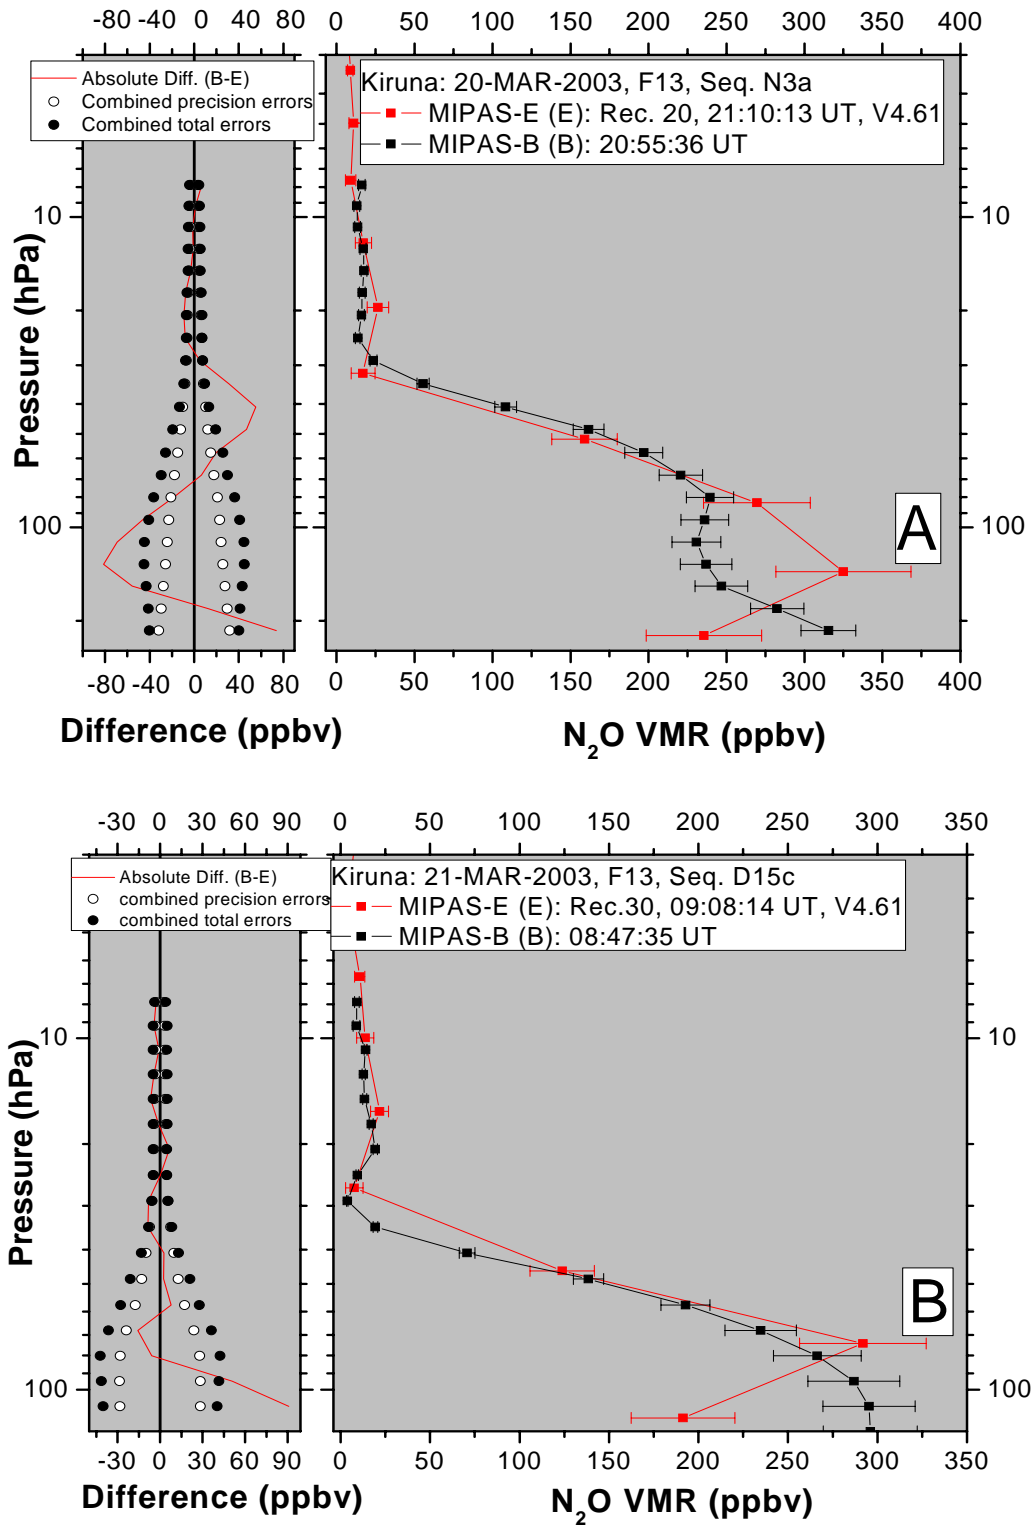 -80 -40 0 40 80
0 50 100 150 200 250 300 350 400
Absolute Diff. (B-E)
Combined precision errors
Combined total errors
Kiruna: 20-MAR-2003, F13, Seq. N3a
MIPAS-E (E): Rec. 20, 21:10:13 UT, V4.61
MIPAS-B (B): 20:55:36 UT
Pressure (hPa)
10
10
100
100
A
-80 -40 0 40 80
0 50 100 150 200 250 300 350 400
Difference (ppbv)
N2O VMR (ppbv)
-30 0 30 60 90
0 50 100 150 200 250 300 350
Absolute Diff. (B-E)
combined precision errors
combined total errors
Kiruna: 21-MAR-2003, F13, Seq. D15c
MIPAS-E (E): Rec.30, 09:08:14 UT, V4.61
MIPAS-B (B): 08:47:35 UT
Pressure (hPa)
10
10
100
100
B
-30 0 30 60 90
0 50 100 150 200 250 300 350
Difference (ppbv)
N2O VMR (ppbv)